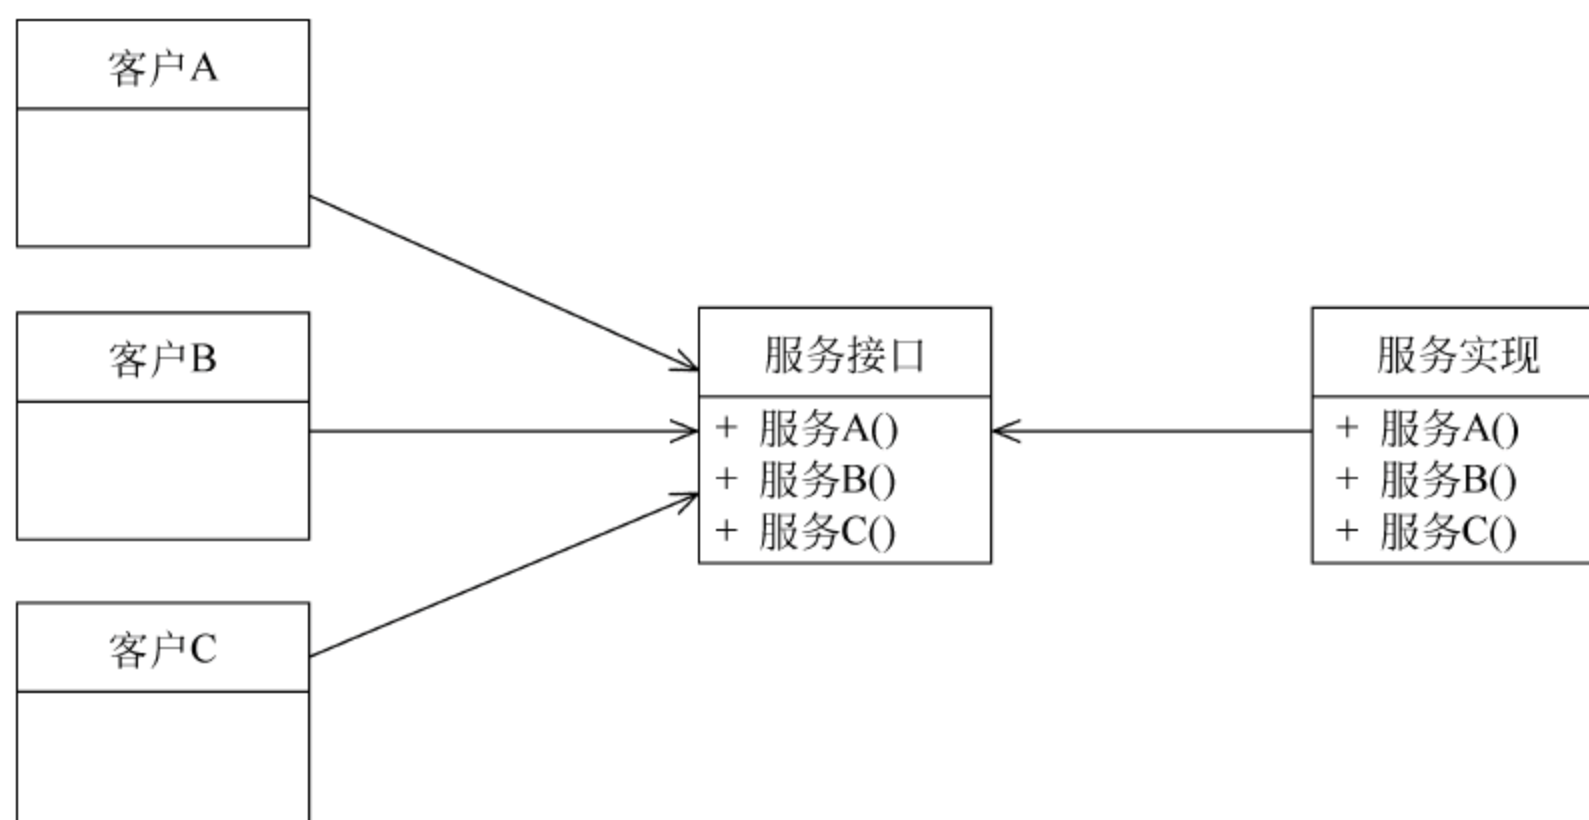 客户A
客户B
客户C
服务接口
+ 服务A()
+ 服务B()
+ 服务C()
服务实现
+ 服务A()
+ 服务B()
+ 服务C()